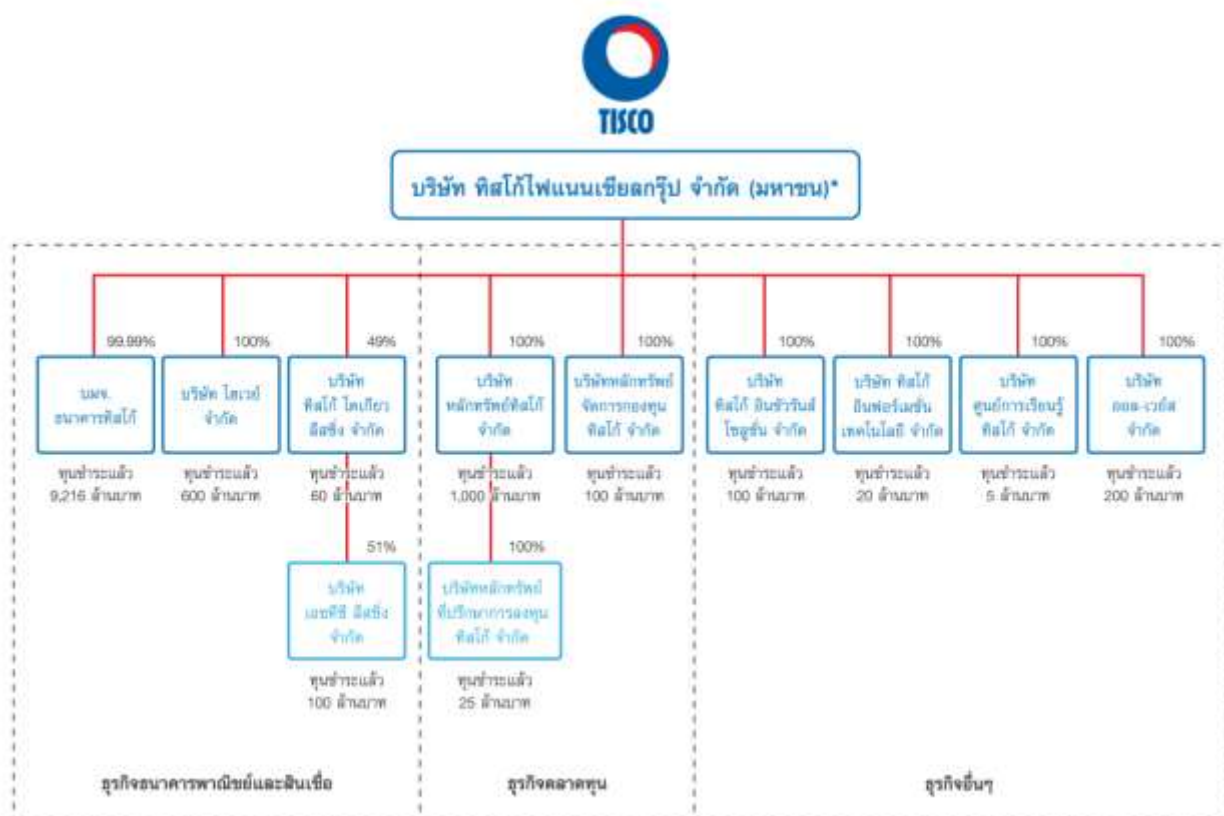 TISCO
บริษัท ทิสโก้ไฟแนนเชียลกรุ๊ป จำกัด (มหาชน)*
99.99%
บมจ.
ธนาคารทิสโก้
ทุนชำระแล้ว
9,216 ล้านบาท
100%
บริษัท ไฮเวย์
จำกัด
ทุนชำระแล้ว
600 ล้านบาท
49%
บริษัท
ทิสโก้ โตเกียว
ลีสซิ่ง จำกัด
ทุนชำระแล้ว
60 ล้านบาท
51%
บริษัท
เอชทีซี ลีสซิ่ง
จำกัด
ทุนชำระแล้ว
100 ล้านบาท
ธุรกิจธนาคารพาณิชย์และสินเชื่อ
100%
บริษัท
หลักทรัพย์ทิสโก้
จำกัด
ทุนชำระแล้ว
1,000 ล้านบาท
100%
บริษัทหลักทรัพย์
ที่ปรึกษาการลงทุน
ทิสโก้ จำกัด
ทุนชำระแล้ว
25 ล้านบาท
100%
บริษัทหลักทรัพย์
จัดการกองทุน
ทิสโก้ จำกัด
ทุนชำระแล้ว
100 ล้านบาท
ธุรกิจตลาดทุน
100%
บริษัท
ทิสโก้ อินชัวรันส์
โซลูชั่น จำกัด
ทุนชำระแล้ว
100 ล้านบาท
100%
บริษัท ทิสโก้
อินฟอร์เมชั่น
เทคโนโลยี จำกัด
ทุนชำระแล้ว
20 ล้านบาท
100%
บริษัท
ศูนย์การเรียนรู้
ทิสโก้ จำกัด
ทุนชำระแล้ว
5 ล้านบาท
100%
บริษัท
ออล-เวย์ส
จำกัด
ทุนชำระแล้ว
200 ล้านบาท
ธุรกิจอื่นๆ